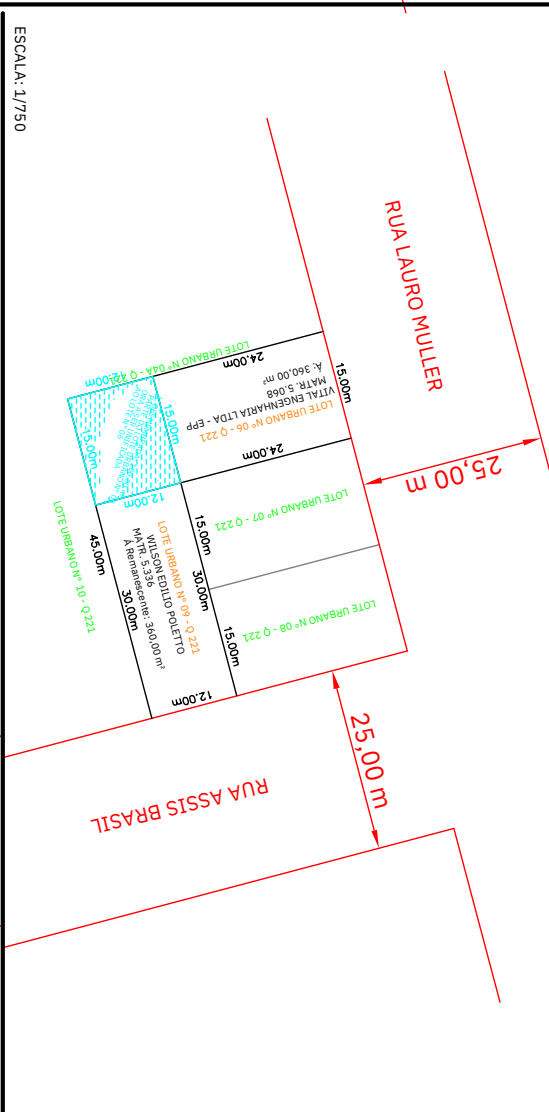 ESCALA: 1/750
RUA LAURO MULLER
25,00 m
15.00m
LOTE URBANO Nº 04A - Q 221
24.00m
LOTE URBANO Nº 06 - Q 221
VITAL ENGENHARIA LTDA - EPP
MATR. 5.068
A: 360,00 m²
24.00m
12.00m
15.00m
15.00m
12.00m
LOTE URBANO Nº 07 - Q 221
LOTE URBANO Nº 08 - Q 221
15.00m
30.00m
15.00m
LOTE URBANO Nº 09 - Q 221
WILSON EDILIO POLETTO
MATR. 5.336
Á Remanescente: 360,00 m²
45.00m
30.00m
12.00m
LOTE URBANO Nº 10 - Q 221
25,00 m
RUA ASSIS BRASIL